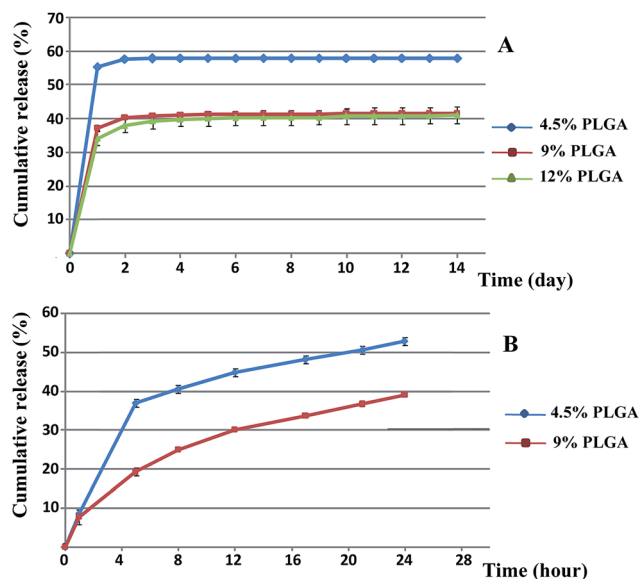 Cumulative release (%)
70
60
50
40
30
20
10
0
0 2 4 6 8 10 12 14
Time (day)
A
4.5% PLGA
9% PLGA
12% PLGA
Cumulative release (%)
60
50
40
30
20
10
0
0 4 8 12 16 20 24 28
Time (hour)
B
4.5% PLGA
9% PLGA